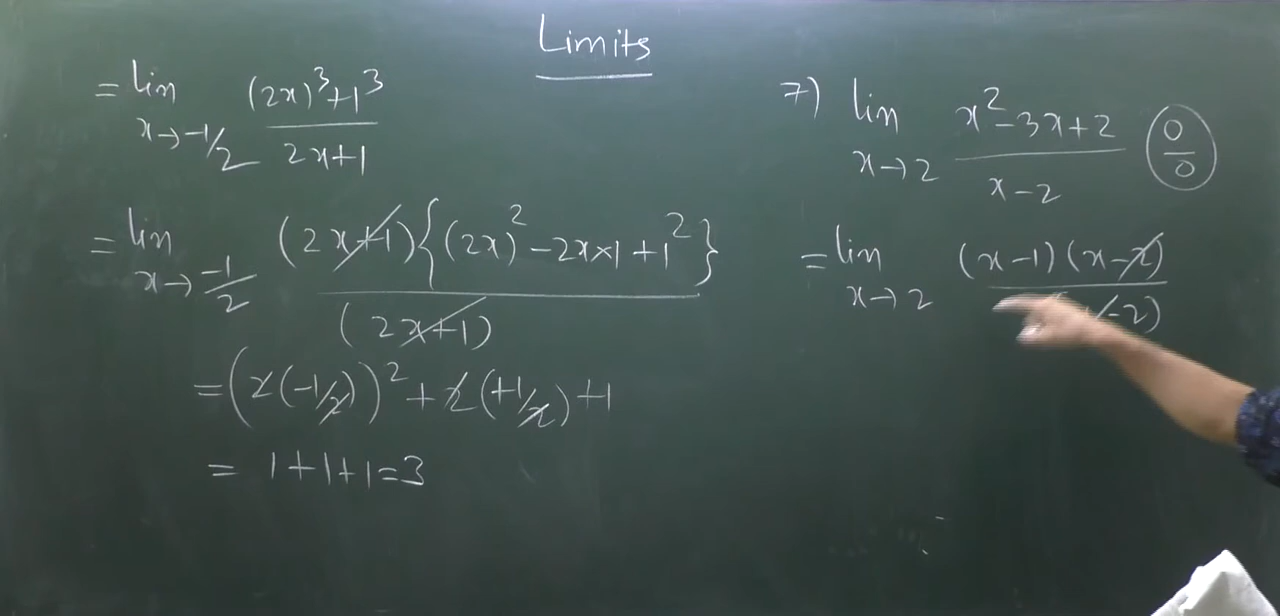 Limits
= lim x→-1/2 (2x)³+1³ / 2x+1
= lim x→-1/2 (2x+1){(2x)²-2x×1+1²} / (2x+1)
= (2(-1/2))²+2(+1/2)+1
= 1+1+1=3
7) lim x→2 x²-3x+2 / x-2 0/0
= lim x→2 (x-1)(x-2) / -2)